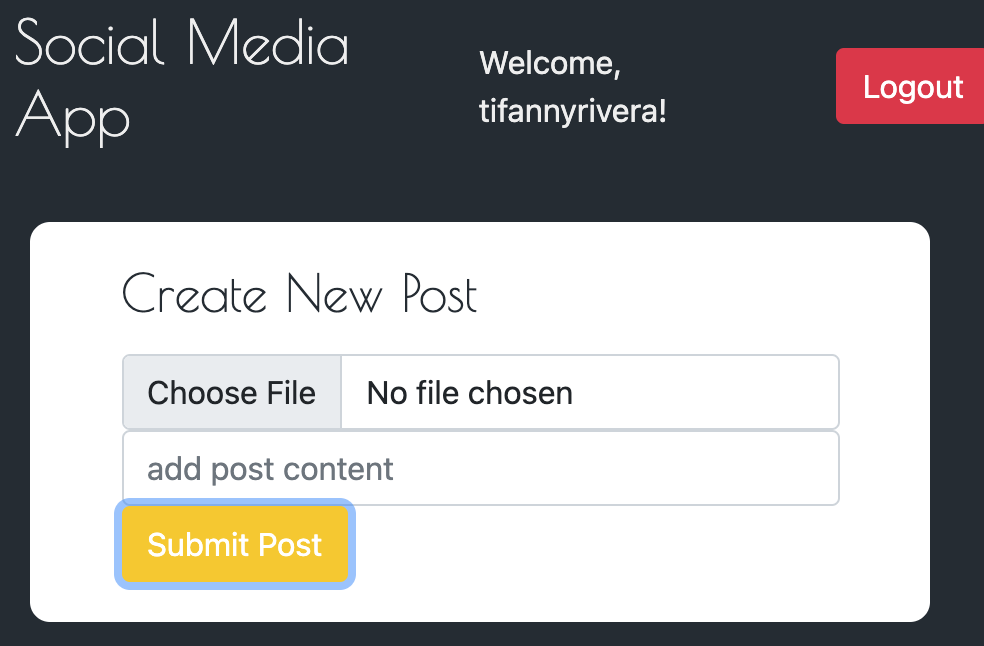 Social Media
App
Welcome,
tifannyrivera!
Logout
Create New Post
Choose File No file chosen
add post content
Submit Post